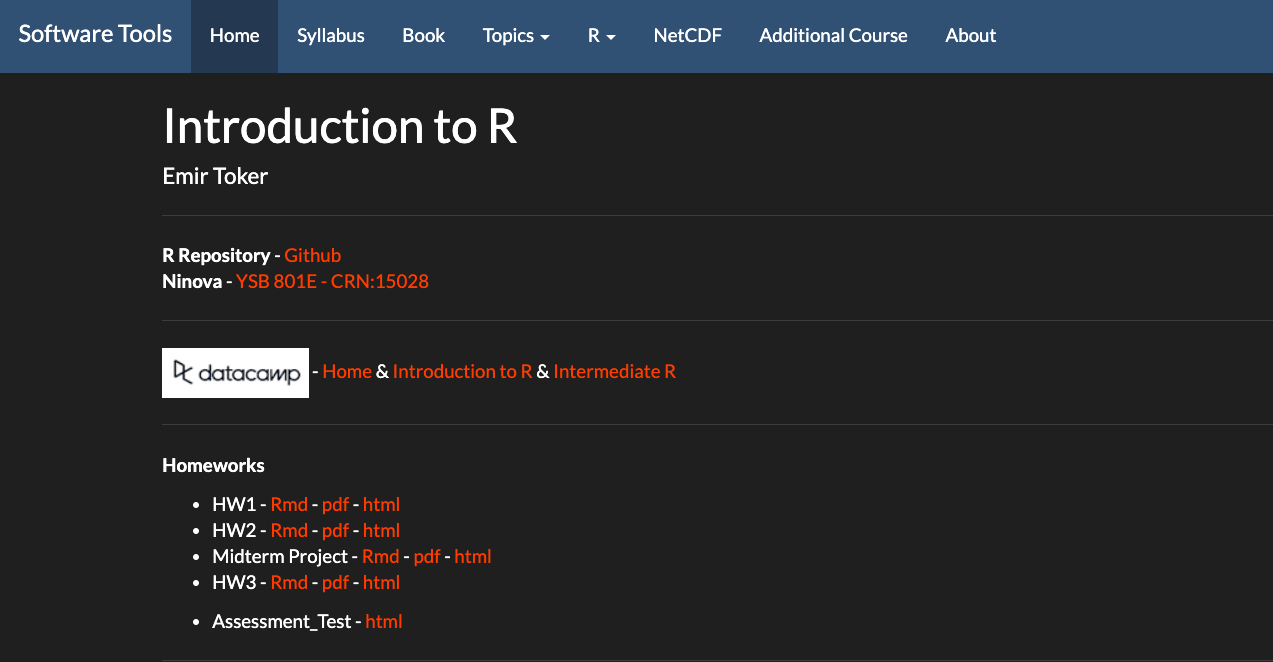 Software Tools Home Syllabus Book Topics R NetCDF Additional Course About
Introduction to R
Emir Toker
R Repository - Github
Ninova - YSB 801E - CRN:15028
datacamp - Home & Introduction to R & Intermediate R
Homeworks
• HW1 - Rmd - pdf - html
• HW2 - Rmd - pdf - html
• Midterm Project - Rmd - pdf - html
• HW3 - Rmd - pdf - html
• Assessment_Test - html